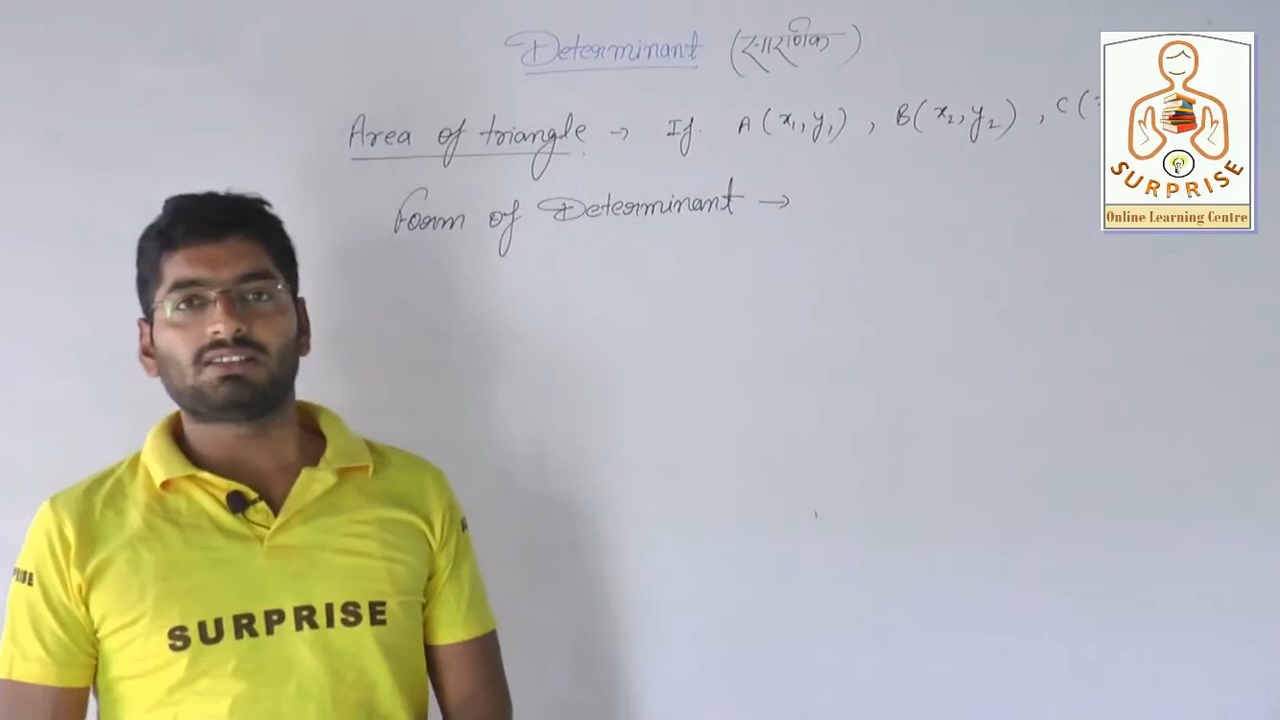 Determinant (सारणिक)
Area of triangle → If A(x₁,y₁), B(x₂,y₂), C(
Form of Determinant →
SURPRISE
Online Learning Centre
SURPRISE